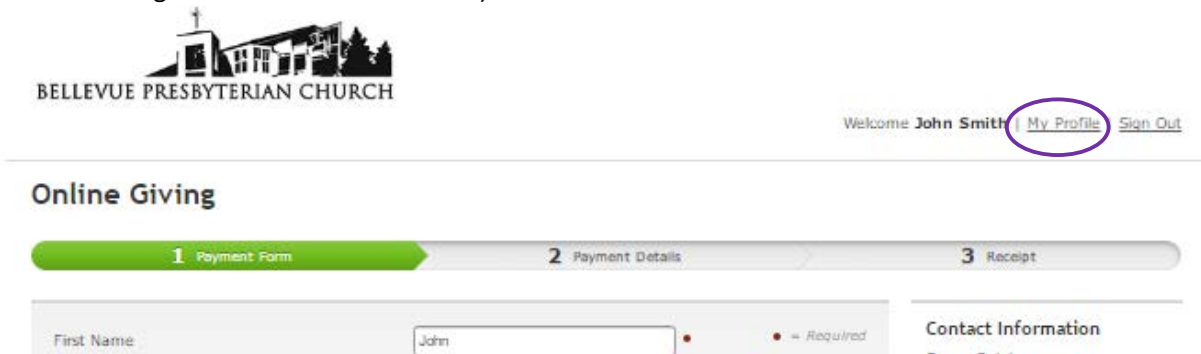 BELLEVUE PRESBYTERIAN CHURCH
Welcome John Smith | My Profile Sign Out
Online Giving
1 Payment Form 2 Payment Details 3 Receipt
First Name John • • = Required
Contact Information